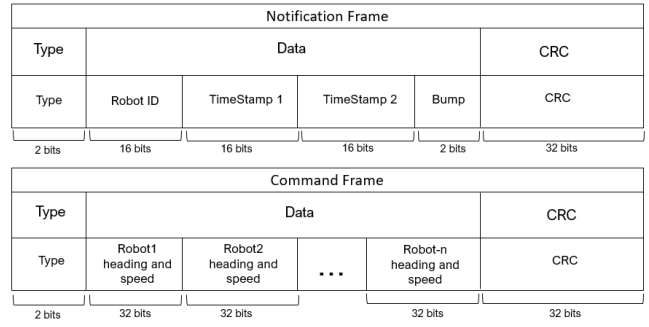 Notification Frame
Type Data CRC
Type Robot ID TimeStamp 1 TimeStamp 2 Bump CRC
2 bits 16 bits 16 bits 16 bits 2 bits 32 bits
Command Frame
Type Data CRC
Type Robot1 heading and speed Robot2 heading and speed ... Robot-n heading and speed CRC
2 bits 32 bits 32 bits 32 bits 32 bits